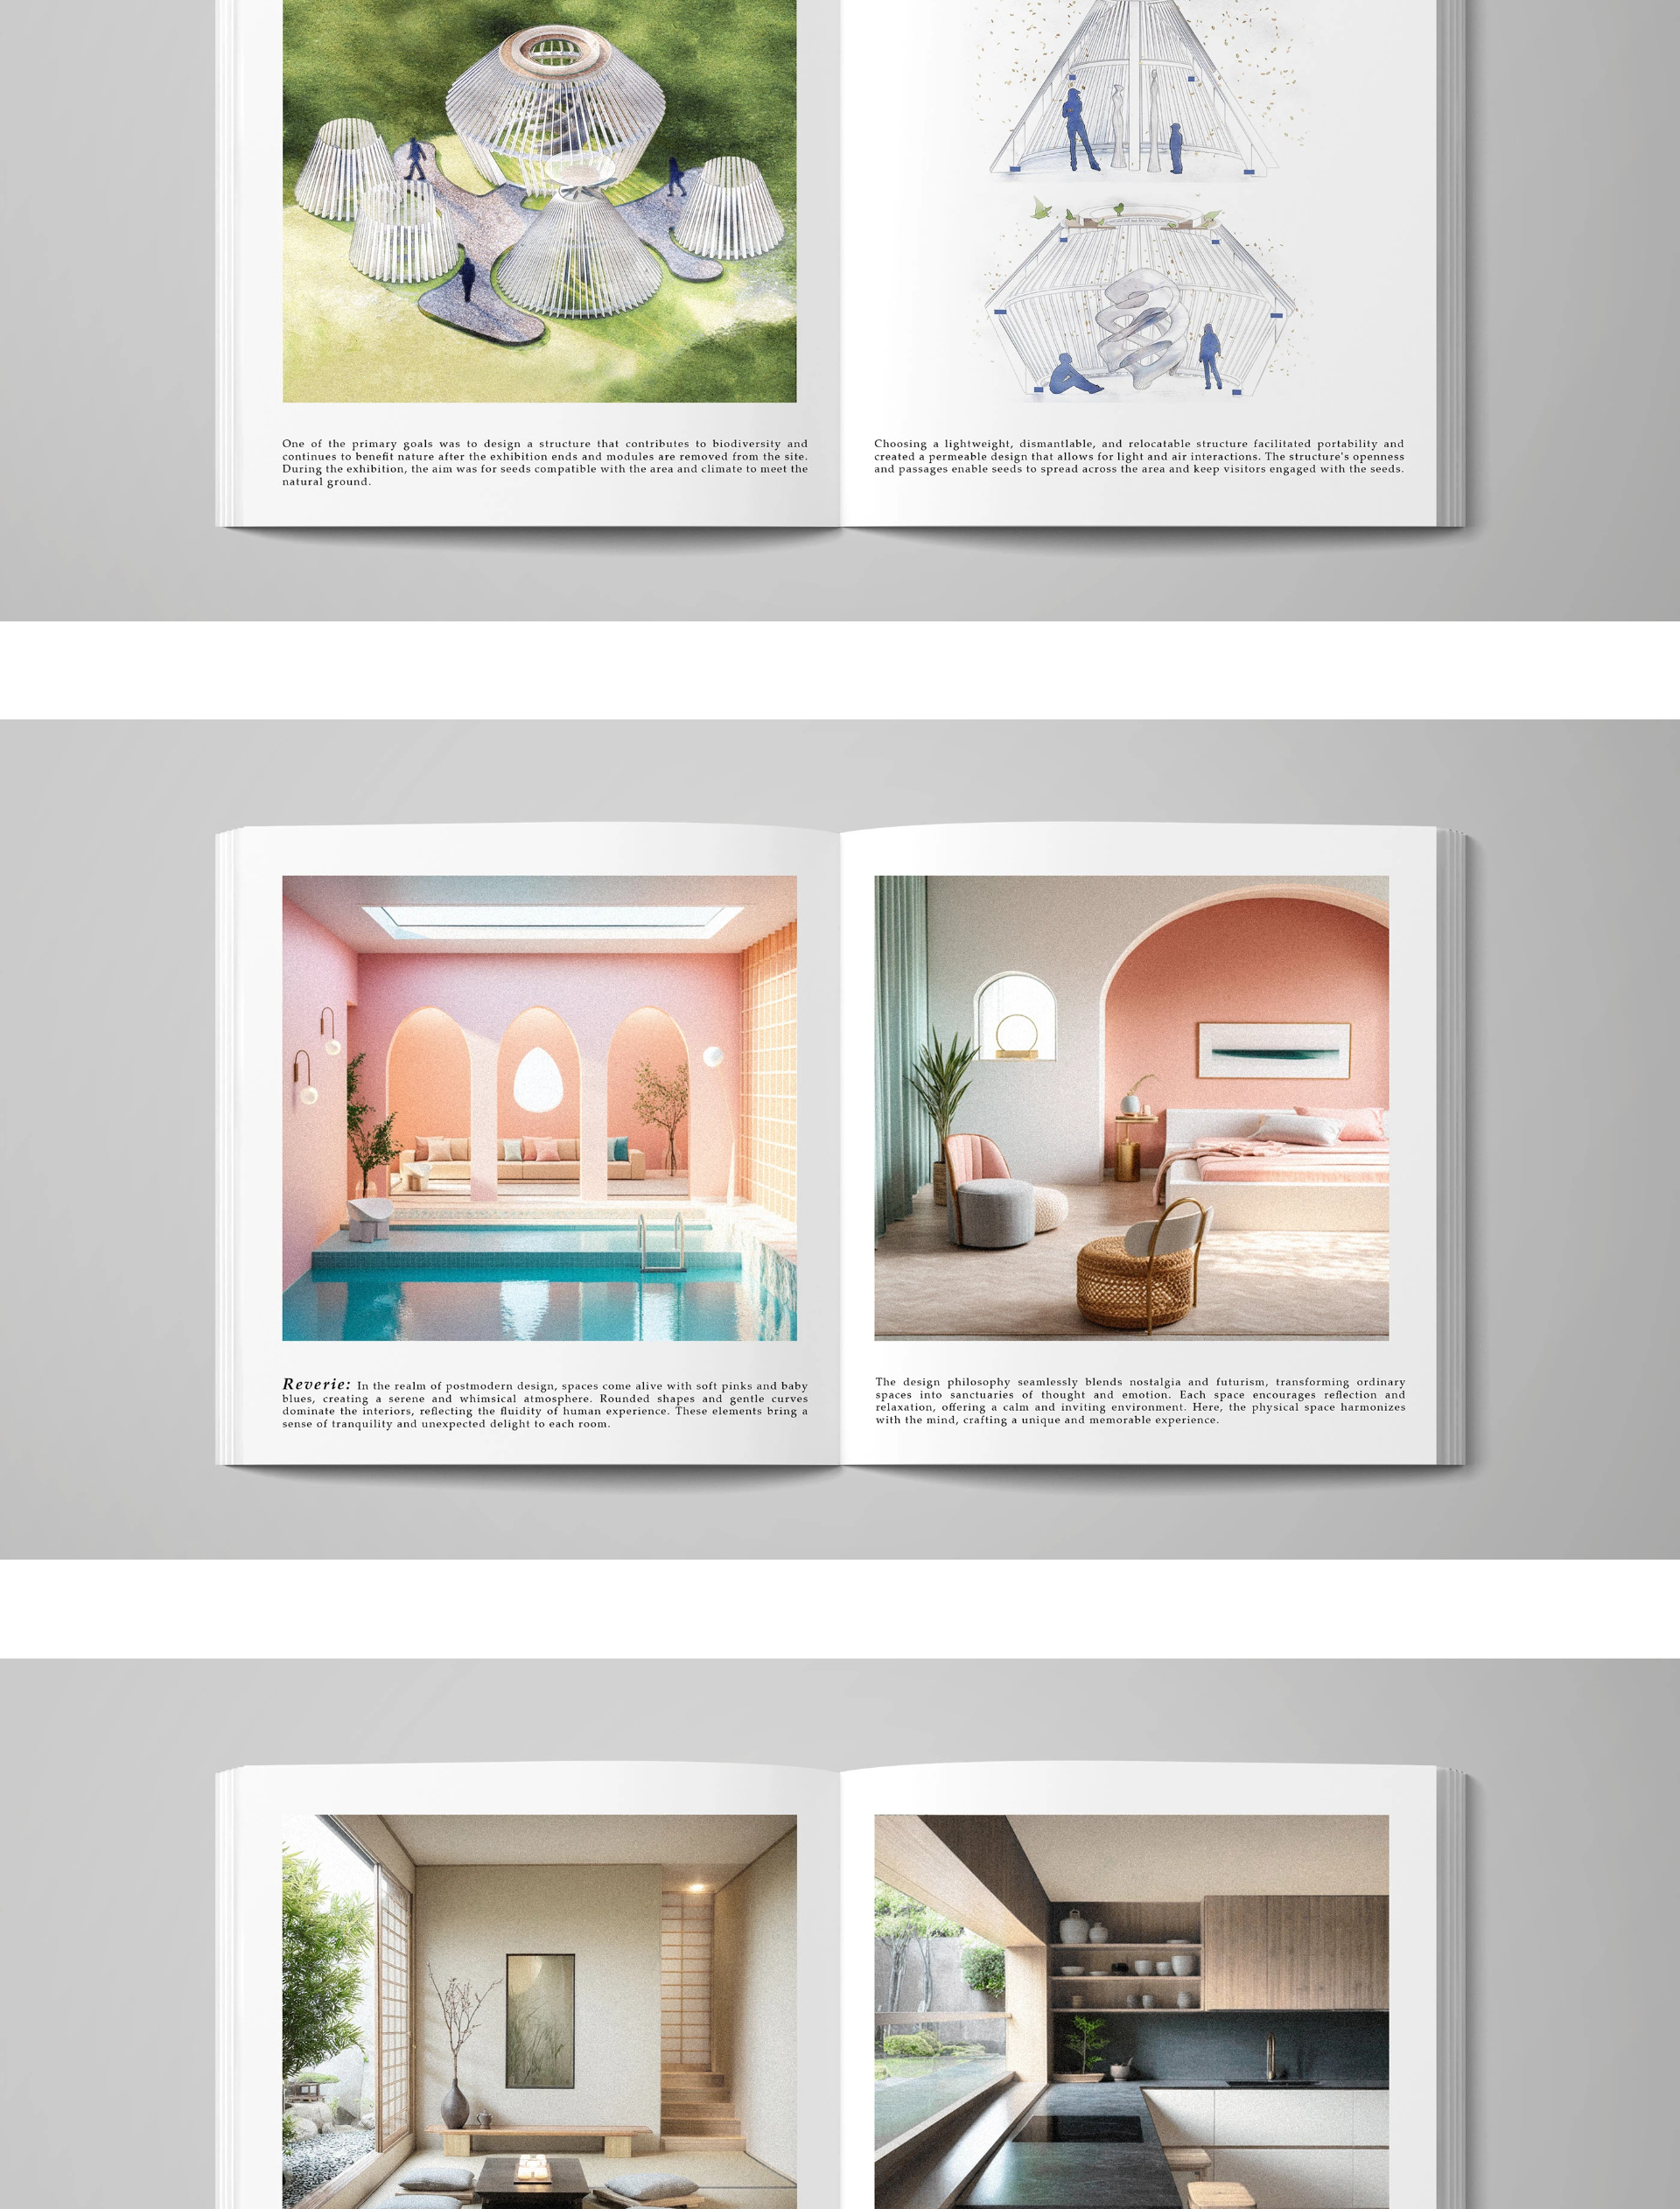 One of the primary goals was to design a structure that contributes to biodiversity and
continues to benefit nature after the exhibition ends and modules are removed from the site.
During the exhibition, the aim was for seeds compatible with the area and climate to meet the
natural ground.
Choosing a lightweight, dismantlable, and relocatable structure facilitated portability and
created a permeable design that allows for light and air interactions. The structure's openness
and passages enable seeds to spread across the area and keep visitors engaged with the seeds.
Reverie: In the realm of postmodern design, spaces come alive with soft pinks and baby
blues, creating a serene and whimsical atmosphere. Rounded shapes and gentle curves
dominate the interiors, reflecting the fluidity of human experience. These elements bring a
sense of tranquility and unexpected delight to each room.
The design philosophy seamlessly blends nostalgia and futurism, transforming ordinary
spaces into sanctuaries of thought and emotion. Each space encourages reflection and
relaxation, offering a calm and inviting environment. Here, the physical space harmonizes
with the mind, crafting a unique and memorable experience.